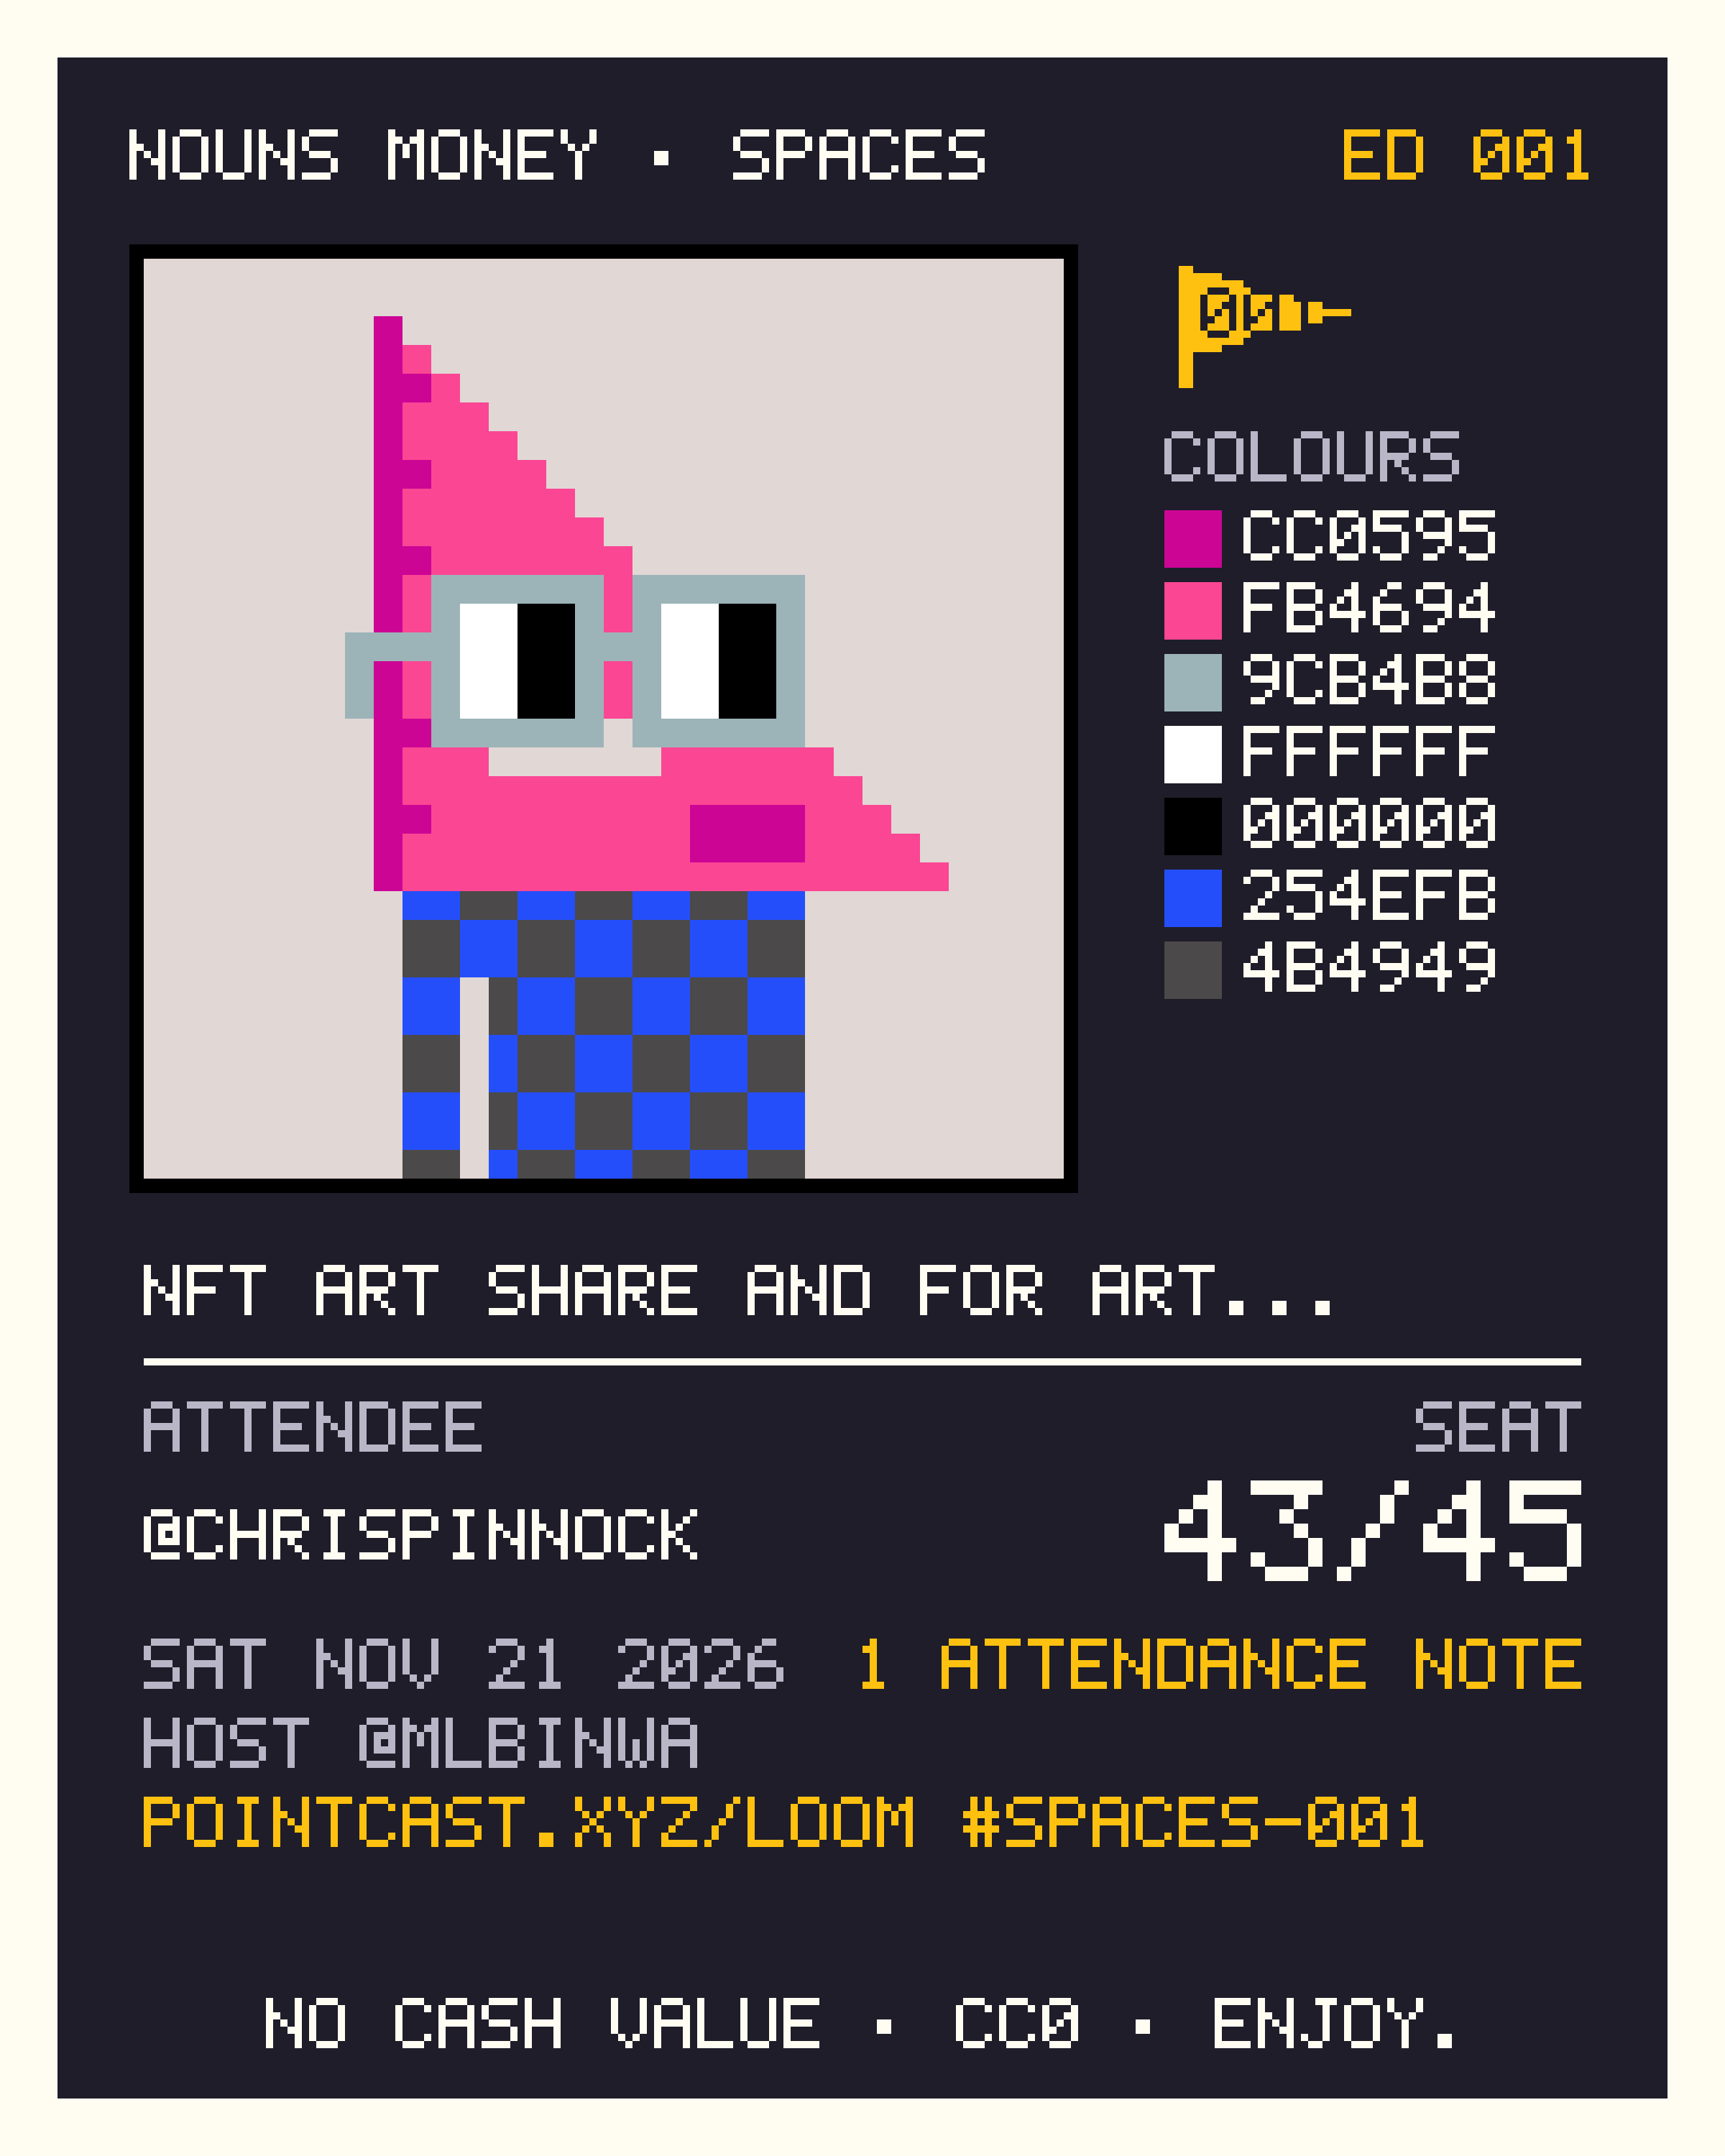 NOUNS MONEY · SPACES
ED 001
COLOURS
CC0595
FB4694
9CB4B8
FFFFFF
000000
254EFB
4B4949
NFT ART SHARE AND FOR ART...
ATTENDEE
SEAT
@CHRISPINNOCK
43/45
SAT NOV 21 2026
1 ATTENDANCE NOTE
HOST @MLBINWA
POINTCAST.XYZ/LOOM #SPACES-001
NO CASH VALUE · CC0 · ENJOY.